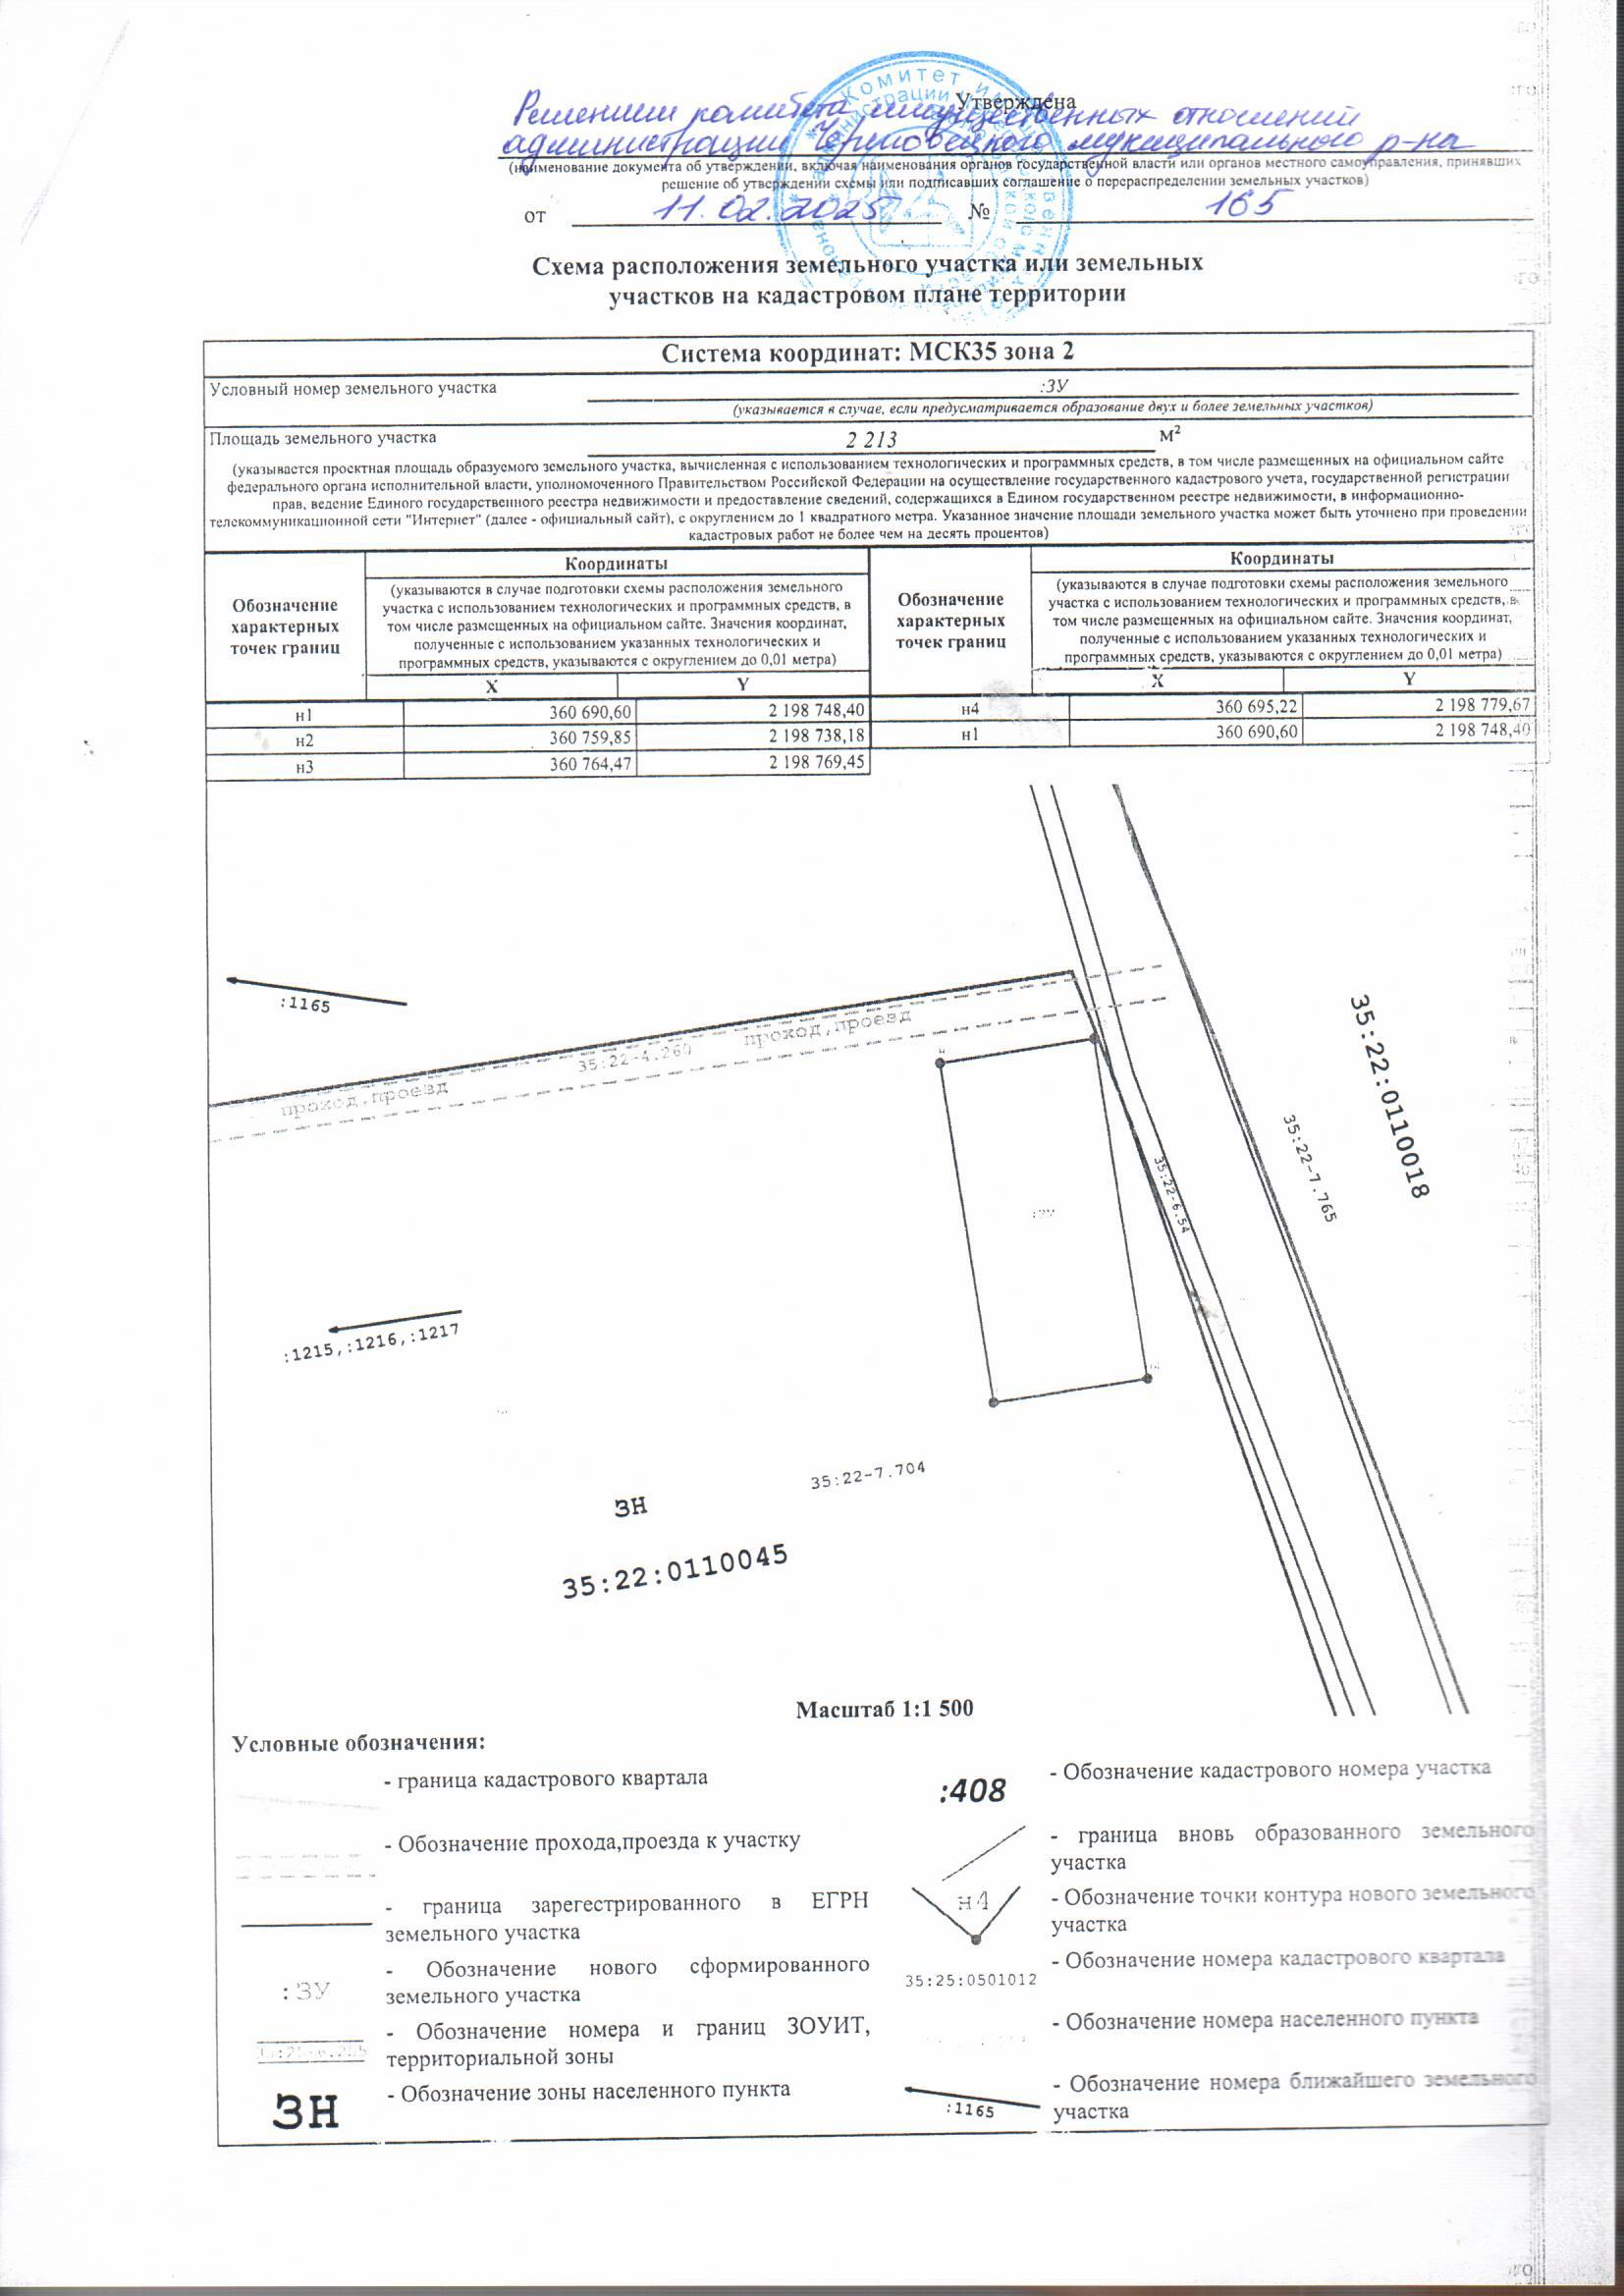 Утверждена
Решением комитета имущественных отношений
администрации Череповецкого муниципального р-на
(наименование документа об утверждении, включая наименования органов государственной власти или органов местного самоуправления, принявших
решение об утверждении схемы или подписавших соглашение о перераспределении земельных участков)
от 11.02.2025 № 165
Схема расположения земельного участка или земельных
участков на кадастровом плане территории
Система координат: МСК35 зона 2
Условный номер земельного участка :ЗУ
(указывается в случае, если предусматривается образование двух и более земельных участков)
Площадь земельного участка 2 213 м2
(указывается проектная площадь образуемого земельного участка, вычисленная с использованием технологических и программных средств, в том числе размещенных на официальном сайте
федерального органа исполнительной власти, уполномоченного Правительством Российской Федерации на осуществление государственного кадастрового учета, государственной регистрации
прав, ведение Единого государственного реестра недвижимости и предоставление сведений, содержащихся в Едином государственном реестре недвижимости, в информационно-
телекоммуникационной сети "Интернет" (далее - официальный сайт), с округлением до 1 квадратного метра. Указанное значение площади земельного участка может быть уточнено при проведении
кадастровых работ не более чем на десять процентов)
Обозначение
характерных
точек границ
Координаты
(указываются в случае подготовки схемы расположения земельного
участка с использованием технологических и программных средств, в
том числе размещенных на официальном сайте. Значения координат,
полученные с использованием указанных технологических и
программных средств, указываются с округлением до 0,01 метра)
X Y
Обозначение
характерных
точек границ
Координаты
(указываются в случае подготовки схемы расположения земельного
участка с использованием технологических и программных средств, в
том числе размещенных на официальном сайте. Значения координат,
полученные с использованием указанных технологических и
программных средств, указываются с округлением до 0,01 метра)
X Y
н1 360 690,60 2 198 748,40 н4 360 695,22 2 198 779,67
н2 360 759,85 2 198 738,18 н1 360 690,60 2 198 748,40
н3 360 764,47 2 198 769,45
:1165
проход,проезд
35:22-4.260
проход,проезд
35:22:0110018
35:22-7.765
35:22-6.54
:ЗУ
:1215,:1216,:1217
35:22-7.704
ЗН
35:22:0110045
Масштаб 1:1 500
Условные обозначения:
- граница кадастрового квартала
:408 - Обозначение кадастрового номера участка
- Обозначение прохода,проезда к участку
- граница вновь образованного земельного
участка
- граница зарегестрированного в ЕГРН
земельного участка
н4 - Обозначение точки контура нового земельного
участка
:ЗУ - Обозначение нового сформированного
земельного участка
35:25:0501012 - Обозначение номера кадастрового квартала
- Обозначение номера и границ ЗОУИТ,
территориальной зоны
- Обозначение номера населенного пункта
ЗН - Обозначение зоны населенного пункта
:1165 - Обозначение номера ближайшего земельного
участка